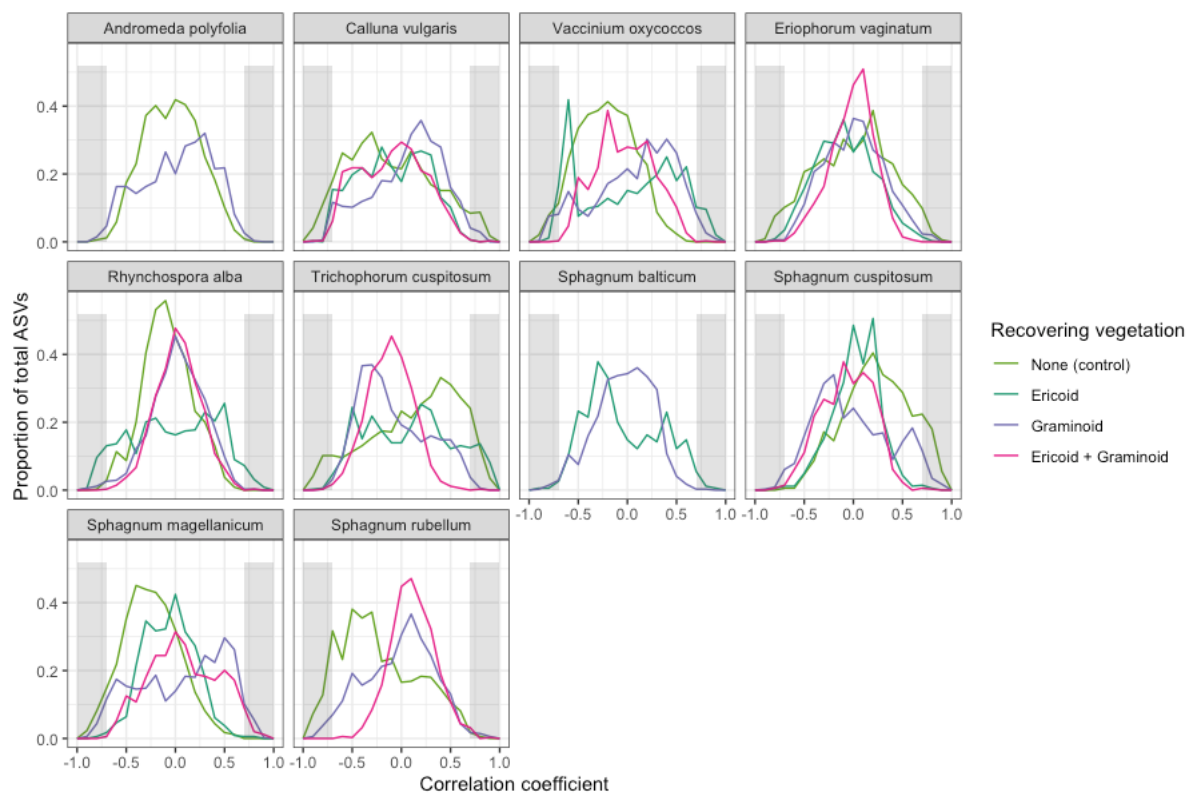 Andromeda polyfolia
Calluna vulgaris
Vaccinium oxycoccos
Eriophorum vaginatum
0.4
0.2
0.0
Rhynchospora alba
Trichophorum cuspitosum
Sphagnum balticum
Sphagnum cuspitosum
0.4
0.2
0.0
-1.0 -0.5 0.0 0.5 1.0
-1.0 -0.5 0.0 0.5 1.0
Sphagnum magellanicum
Sphagnum rubellum
0.4
0.2
0.0
-1.0 -0.5 0.0 0.5 1.0
-1.0 -0.5 0.0 0.5 1.0
Correlation coefficient
Proportion of total ASVs
Recovering vegetation
None (control)
Ericoid
Graminoid
Ericoid + Graminoid